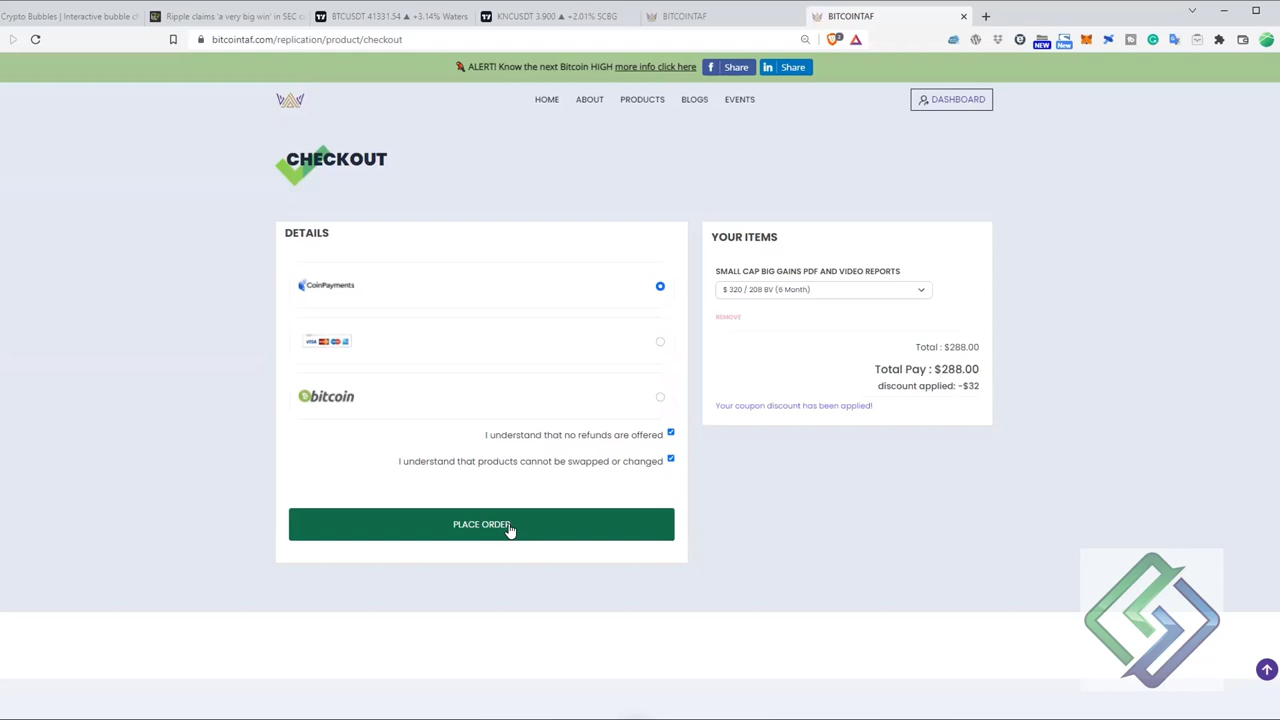 Crypto Bubbles | Interactive bubble ch
Ripple claims 'a very big win' in SEC c
BTCUSDT 41331.54 ▲ +3.14% Waters
KNCUSDT 3.900 ▲ +2.01% SCBG
BITCOINTAF
BITCOINTAF
bitcointaf.com/replication/product/checkout
NEW
New
ALERT! Know the next Bitcoin HIGH more info click here
Share
Share
HOME ABOUT PRODUCTS BLOGS EVENTS
DASHBOARD
CHECKOUT
DETAILS
CoinPayments
VISA
bitcoin
I understand that no refunds are offered
I understand that products cannot be swapped or changed
PLACE ORDER
YOUR ITEMS
SMALL CAP BIG GAINS PDF AND VIDEO REPORTS
$ 320 / 208 BV (6 Month)
REMOVE
Total : $288.00
Total Pay : $288.00
discount applied: -$32
Your coupon discount has been applied!